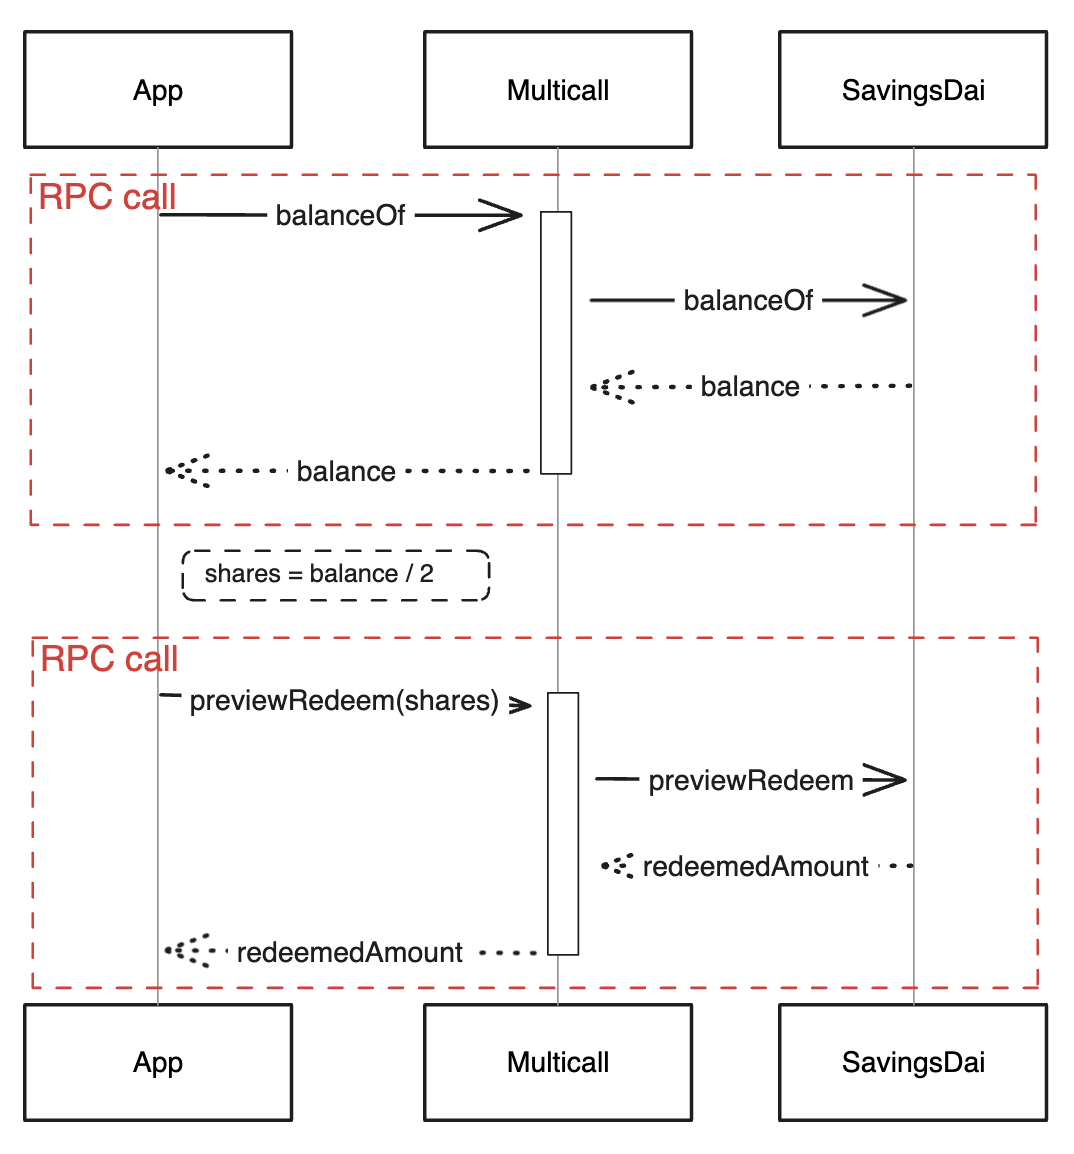 App
Multicall
SavingsDai
RPC call
balanceOf
balanceOf
balance
balance
shares = balance / 2
RPC call
previewRedeem(shares)
previewRedeem
redeemedAmount
redeemedAmount
App
Multicall
SavingsDai